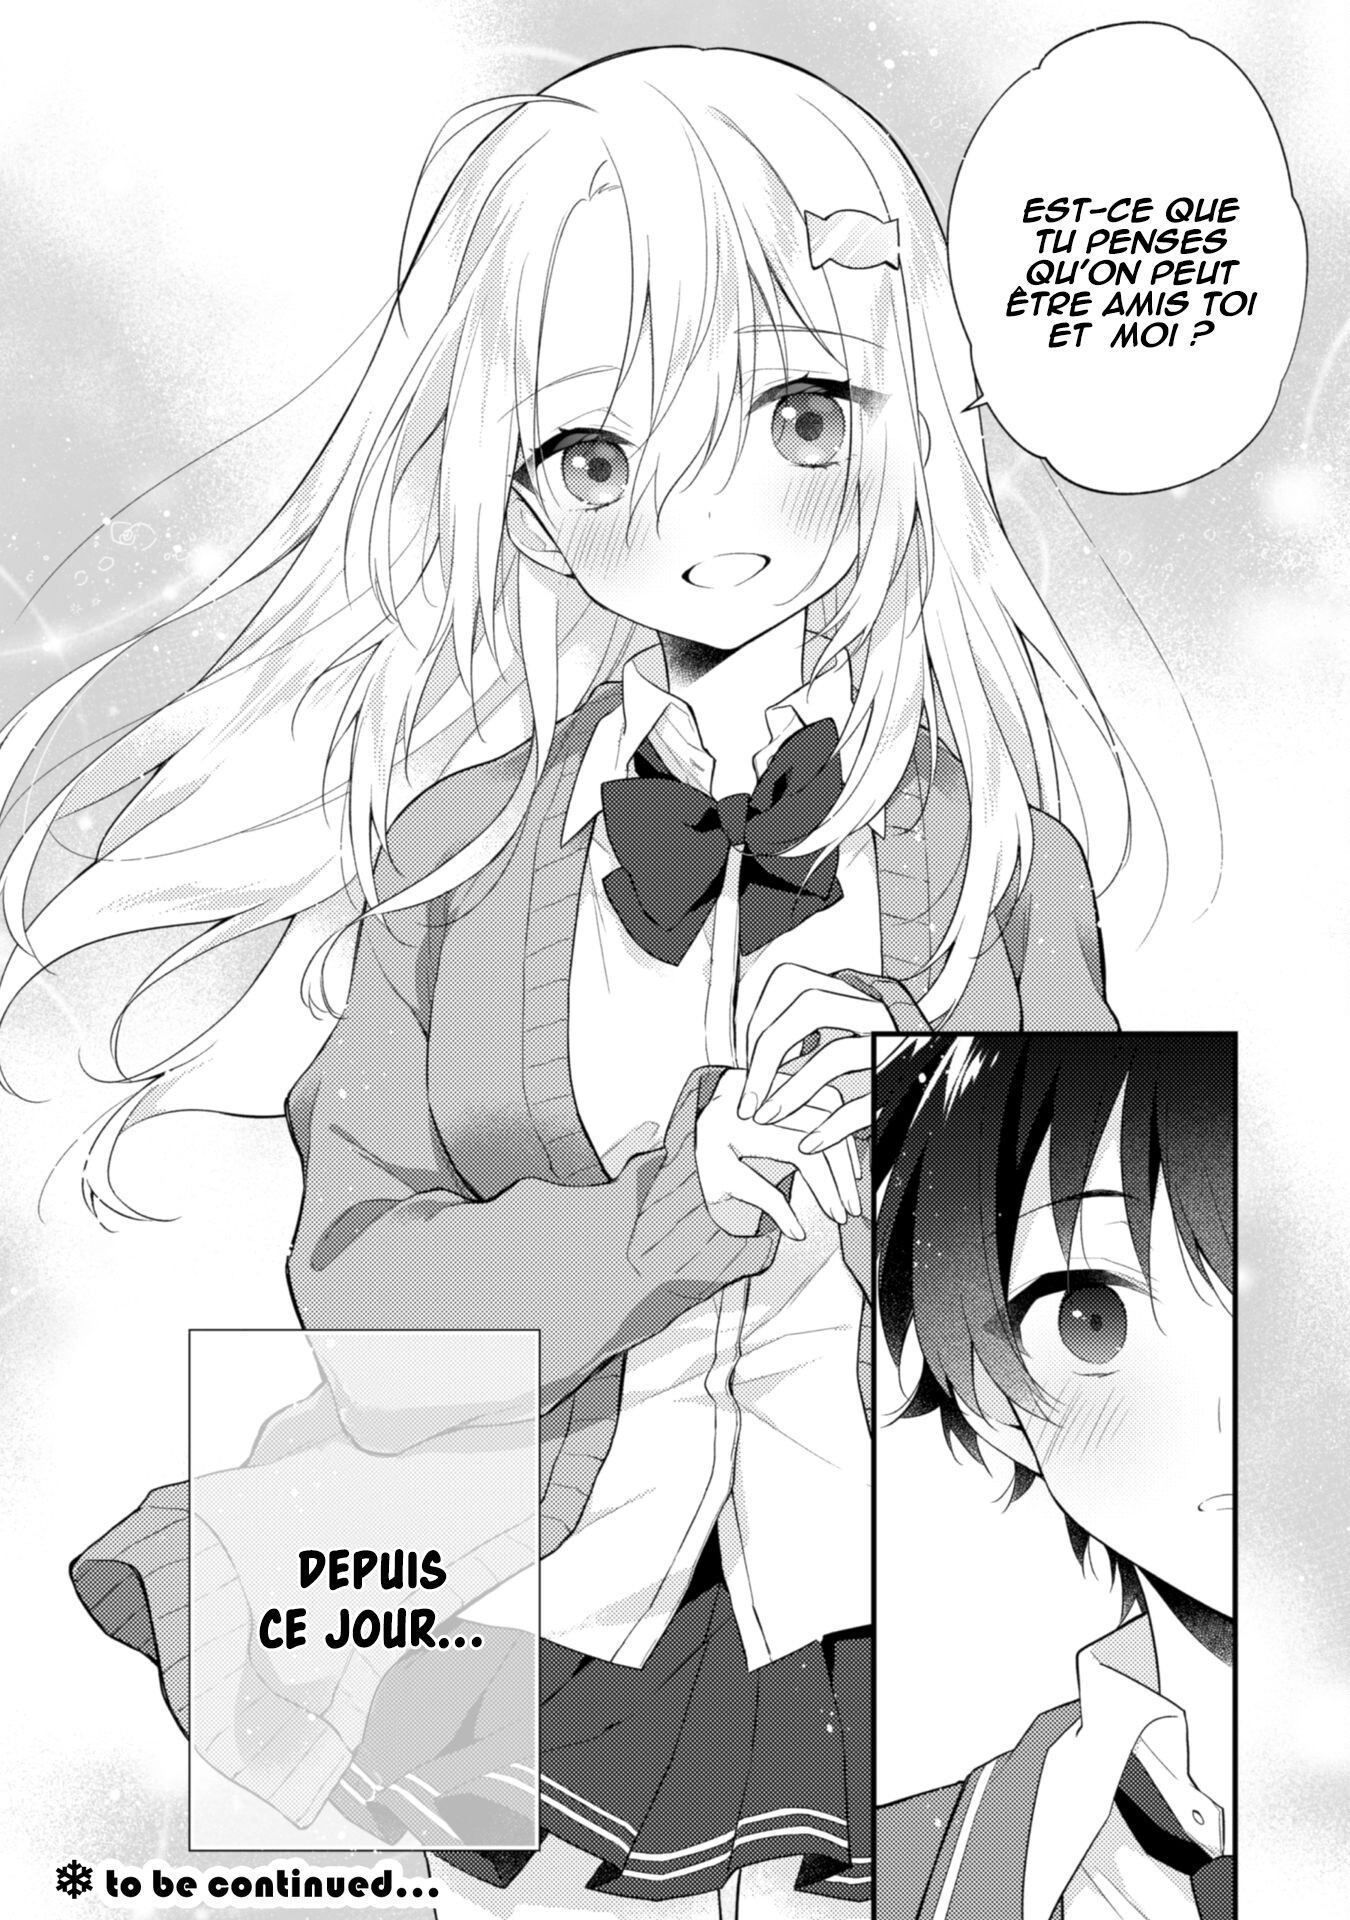 EST-CE QUE
TU PENSES
QU'ON PEUT
ÊTRE AMIS TOI
ET MOI ?
DEPUIS
CE JOUR...
to be continued...